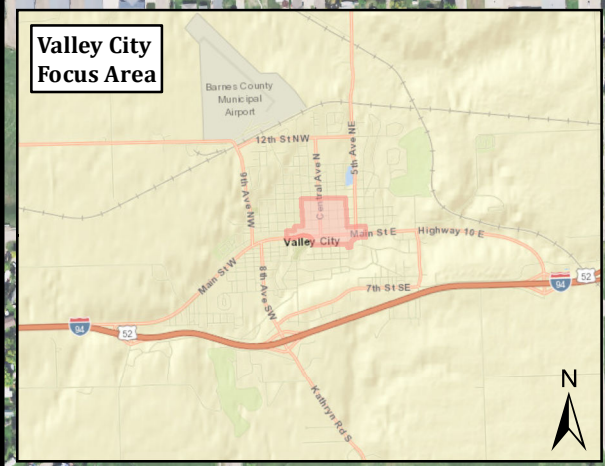 Valley City
Focus Area
Barnes County
Municipal
Airport
12th St NW
Central Ave N
5th Ave NE
9th Ave NW
Main St E
Highway 10 E
Valley City
Main St W
8th Ave SW
7th St SE
52
94
94
52
Kathryn Rd S
N